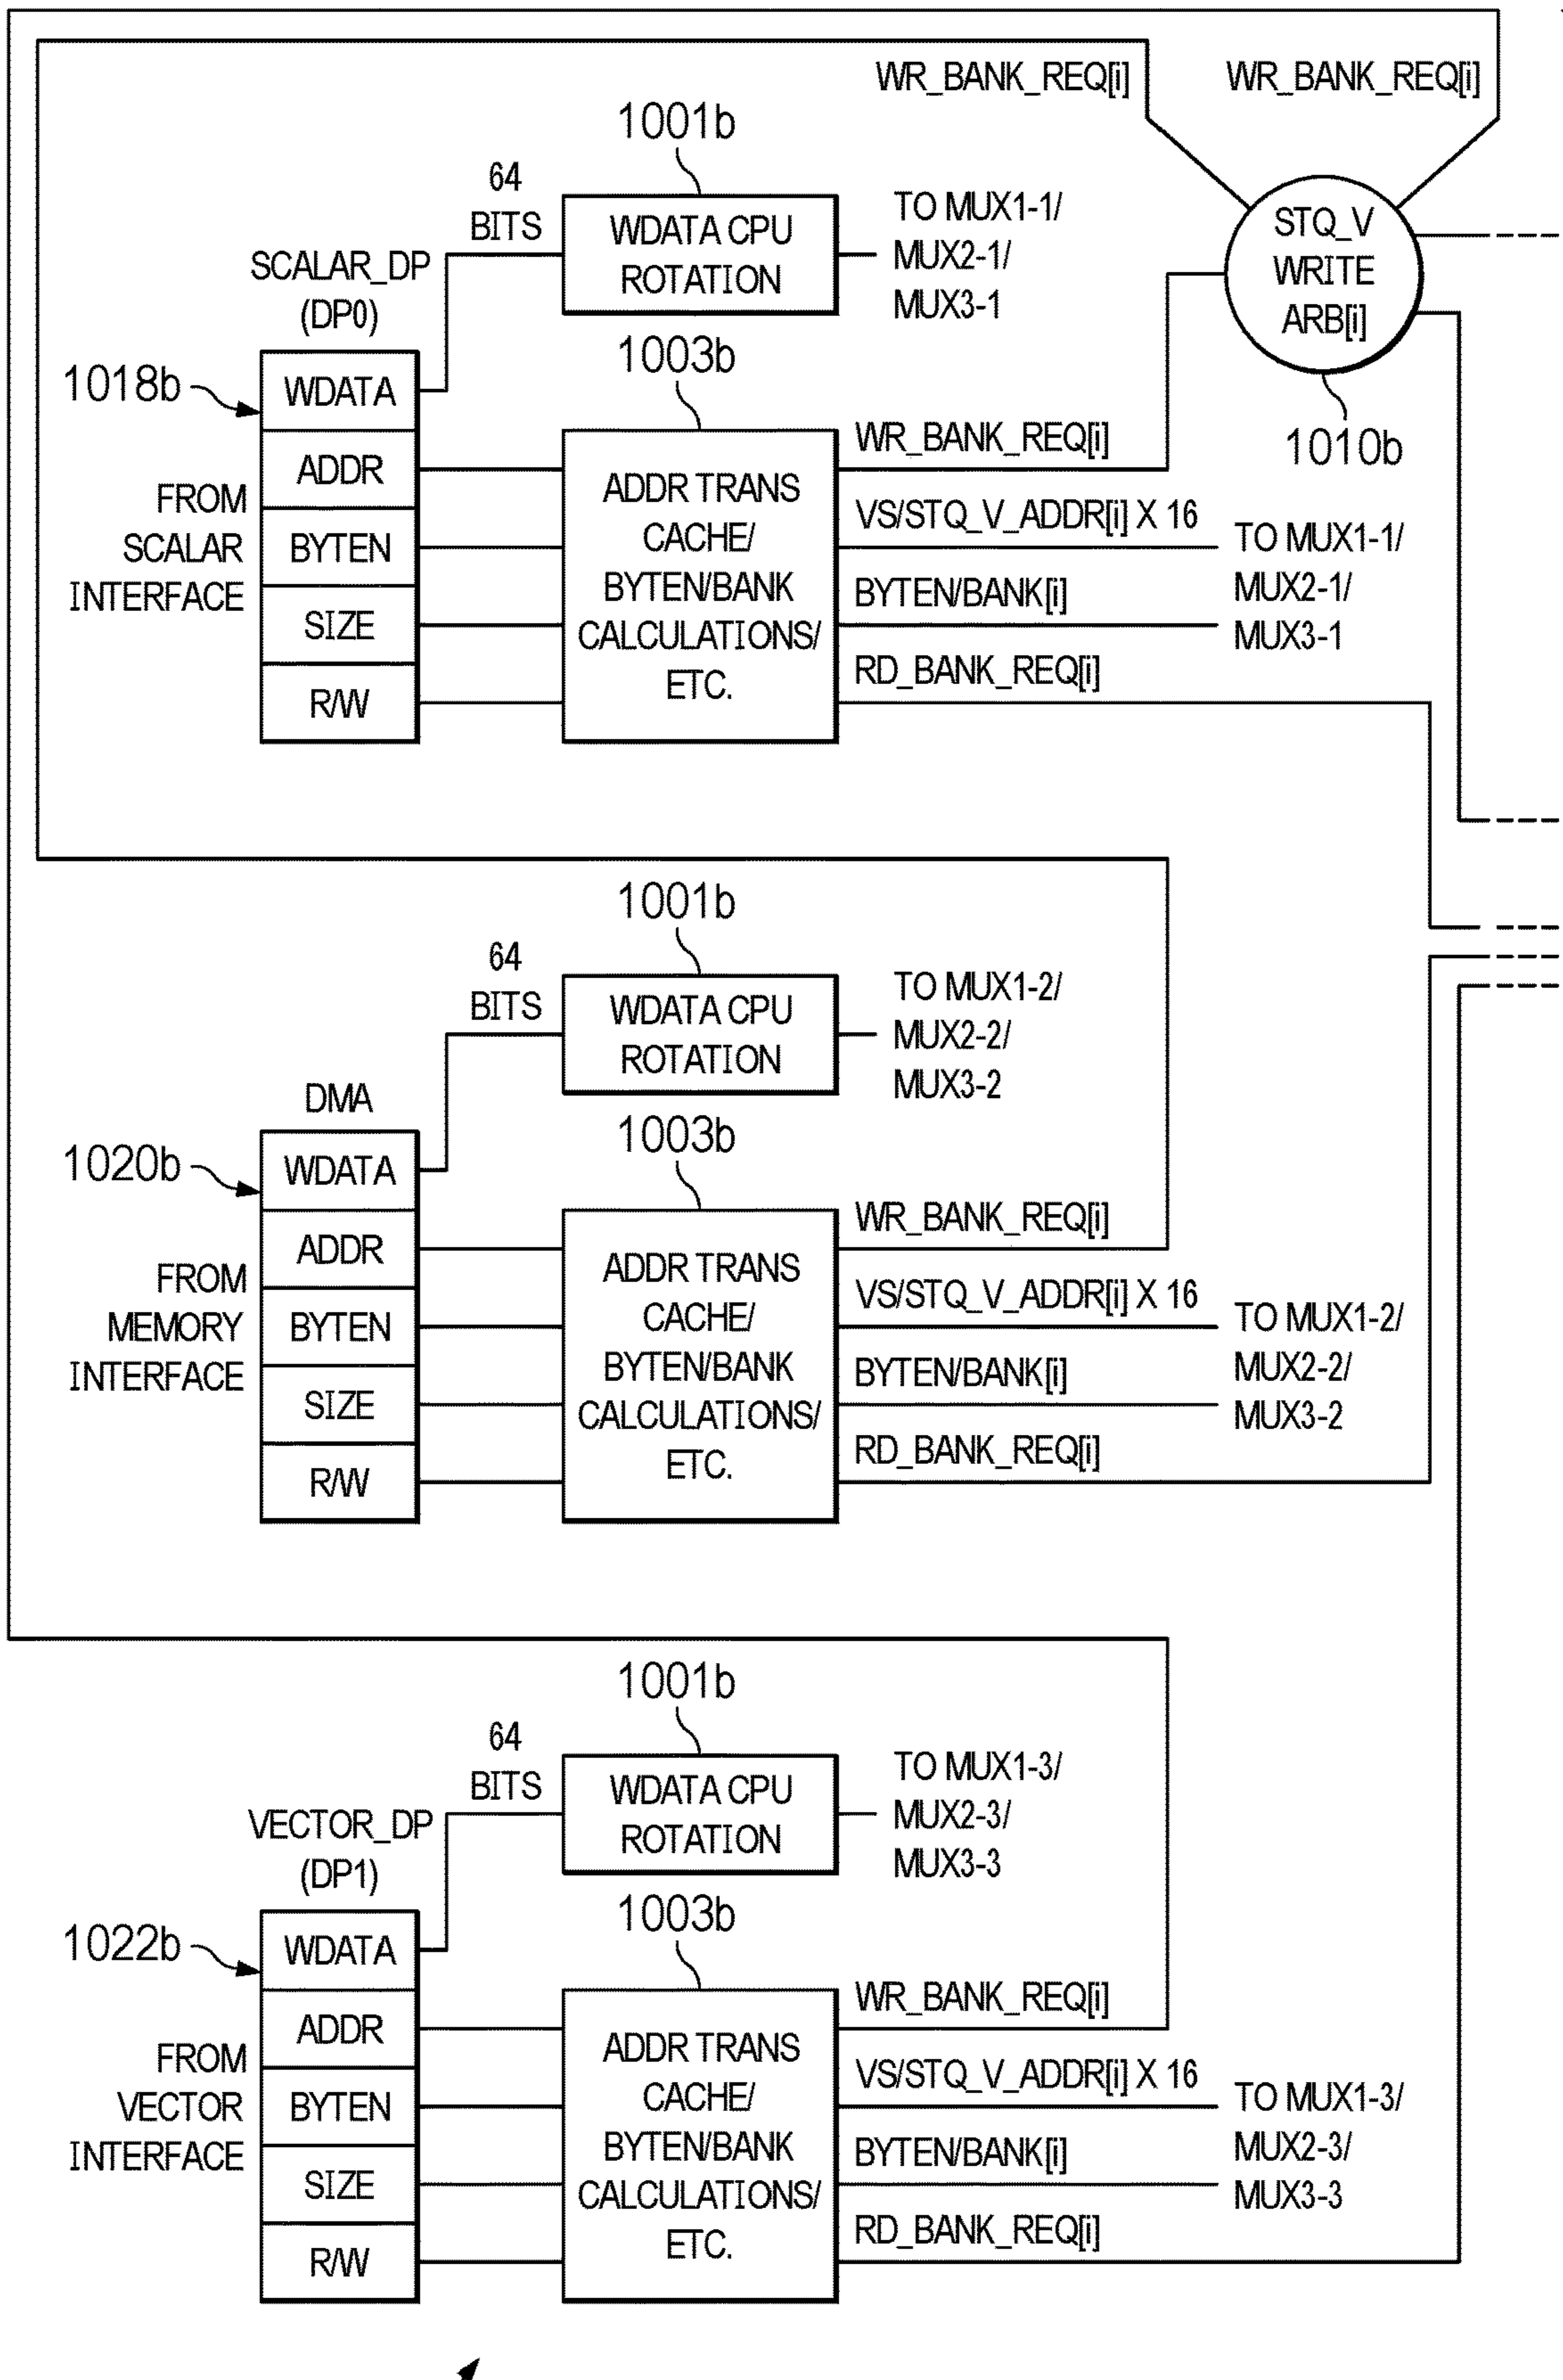 WR_BANK_REQ[i]
WR_BANK_REQ[i]
1001b
64
BITS
WDATA CPU
ROTATION
TO MUX1-1/
MUX2-1/
MUX3-1
STQ_V
WRITE
ARB[i]
1010b
SCALAR_DP
(DP0)
1018b
WDATA
ADDR
BYTEN
SIZE
R/W
FROM
SCALAR
INTERFACE
1003b
ADDR TRANS
CACHE/
BYTEN/BANK
CALCULATIONS/
ETC.
WR_BANK_REQ[i]
VS/STQ_V_ADDR[i] X 16
BYTEN/BANK[i]
RD_BANK_REQ[i]
TO MUX1-1/
MUX2-1/
MUX3-1
1001b
64
BITS
WDATA CPU
ROTATION
TO MUX1-2/
MUX2-2/
MUX3-2
DMA
1020b
WDATA
ADDR
BYTEN
SIZE
R/W
FROM
MEMORY
INTERFACE
1003b
ADDR TRANS
CACHE/
BYTEN/BANK
CALCULATIONS/
ETC.
WR_BANK_REQ[i]
VS/STQ_V_ADDR[i] X 16
BYTEN/BANK[i]
RD_BANK_REQ[i]
TO MUX1-2/
MUX2-2/
MUX3-2
1001b
64
BITS
WDATA CPU
ROTATION
TO MUX1-3/
MUX2-3/
MUX3-3
VECTOR_DP
(DP1)
1022b
WDATA
ADDR
BYTEN
SIZE
R/W
FROM
VECTOR
INTERFACE
1003b
ADDR TRANS
CACHE/
BYTEN/BANK
CALCULATIONS/
ETC.
WR_BANK_REQ[i]
VS/STQ_V_ADDR[i] X 16
BYTEN/BANK[i]
RD_BANK_REQ[i]
TO MUX1-3/
MUX2-3/
MUX3-3